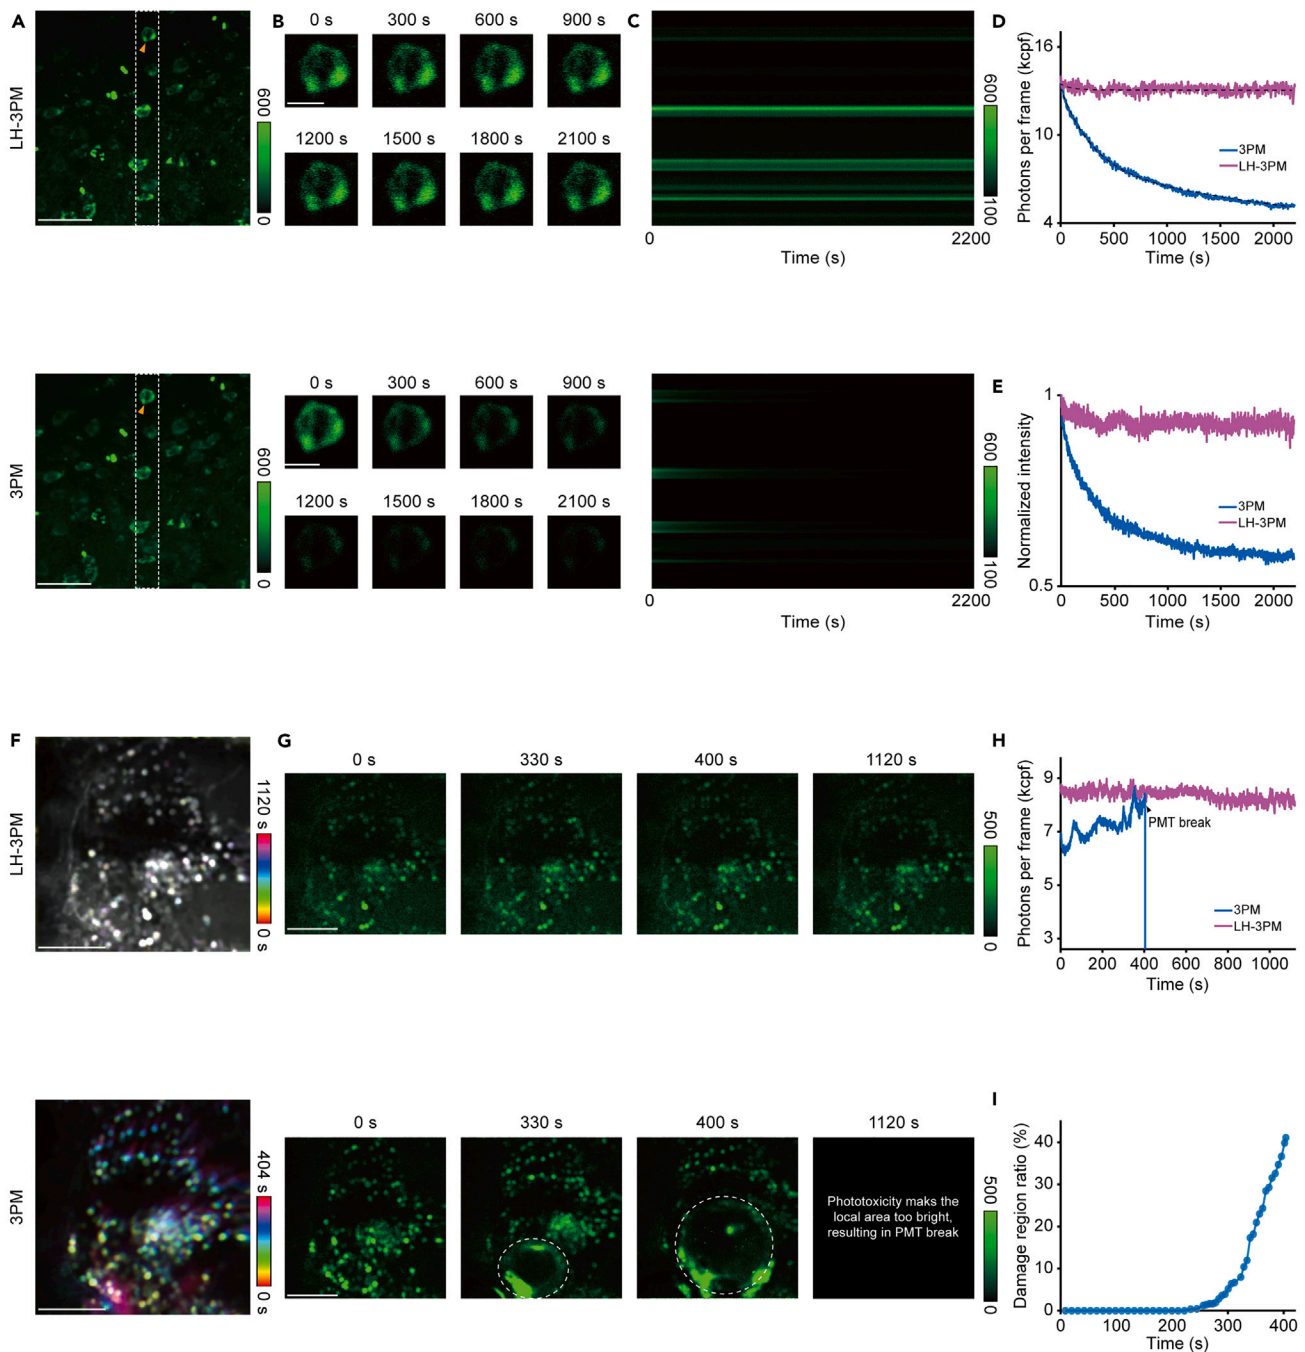 A
B
C
D
LH-3PM
0 s
300 s
600 s
900 s
1200 s
1500 s
1800 s
2100 s
600
0
600
100
0
2200
Time (s)
Photons per frame (kcpf)
16
10
4
3PM
LH-3PM
0
500
1000
1500
2000
Time (s)
3PM
0 s
300 s
600 s
900 s
1200 s
1500 s
1800 s
2100 s
600
0
600
100
0
2200
Time (s)
E
Normalized intensity
1
0.5
3PM
LH-3PM
0
500
1000
1500
2000
Time (s)
F
G
H
LH-3PM
1120 s
0 s
0 s
330 s
400 s
1120 s
500
0
Photons per frame (kcpf)
9
7
5
3
PMT break
3PM
LH-3PM
0
200
400
600
800
1000
Time (s)
3PM
404 s
0 s
0 s
330 s
400 s
1120 s
Phototoxicity maks the
local area too bright,
resulting in PMT break
500
0
I
Damage region ratio (%)
40
30
20
10
0
0
100
200
300
400
Time (s)